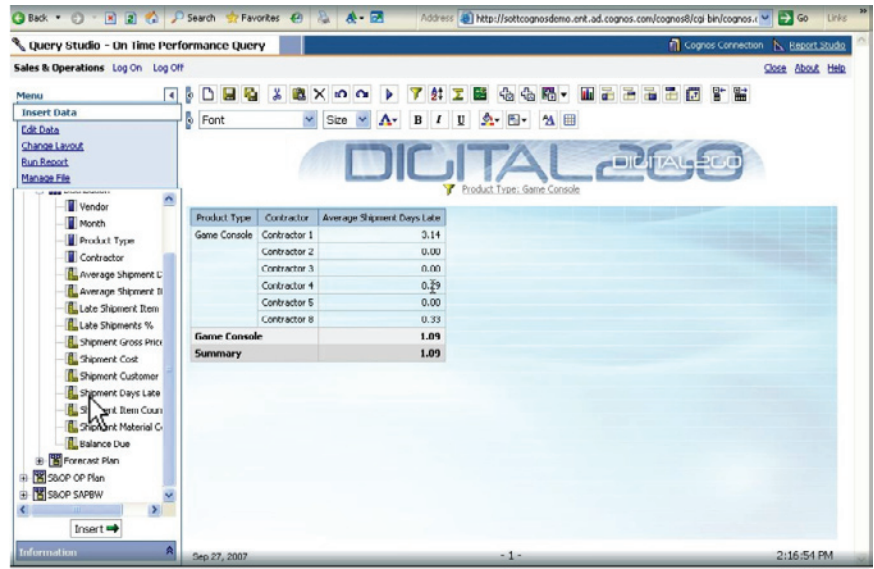 Back Search Favorites Address http://sottcognosdemo.ent.ad.cognos.com/cognos8/cgi bin/cognos.c Go Links »
Query Studio - On Time Performance Query Cognos Connection Report Studio
Sales & Operations Log On Log Off Close About Help
Menu
Insert Data
Edit Data
Change Layout
Run Report
Manage File
Font Size A B I U
DIGITAL2GO DIGITAL2GO
Product Type: Game Console
Vendor
Month
Product Type
Contractor
Average Shipment D
Average Shipment
Late Shipment Item
Late Shipments %
Shipment Gross Price
Shipment Cost
Shipment Customer
Shipment Days Late
Item Coun
Shipment Material Co
Balance Due
Forecast Plan
S&OP OP Plan
S&OP SAPBW
Insert
Information
Product Type Contractor Average Shipment Days Late
Game Console Contractor 1 3.14
Contractor 2 0.00
Contractor 3 0.00
Contractor 4
Contractor 5 0.00
Contractor 8 0.33
Game Console 1.09
Summary 1.09
Sep 27, 2007 - 1 - 2:16:54 PM